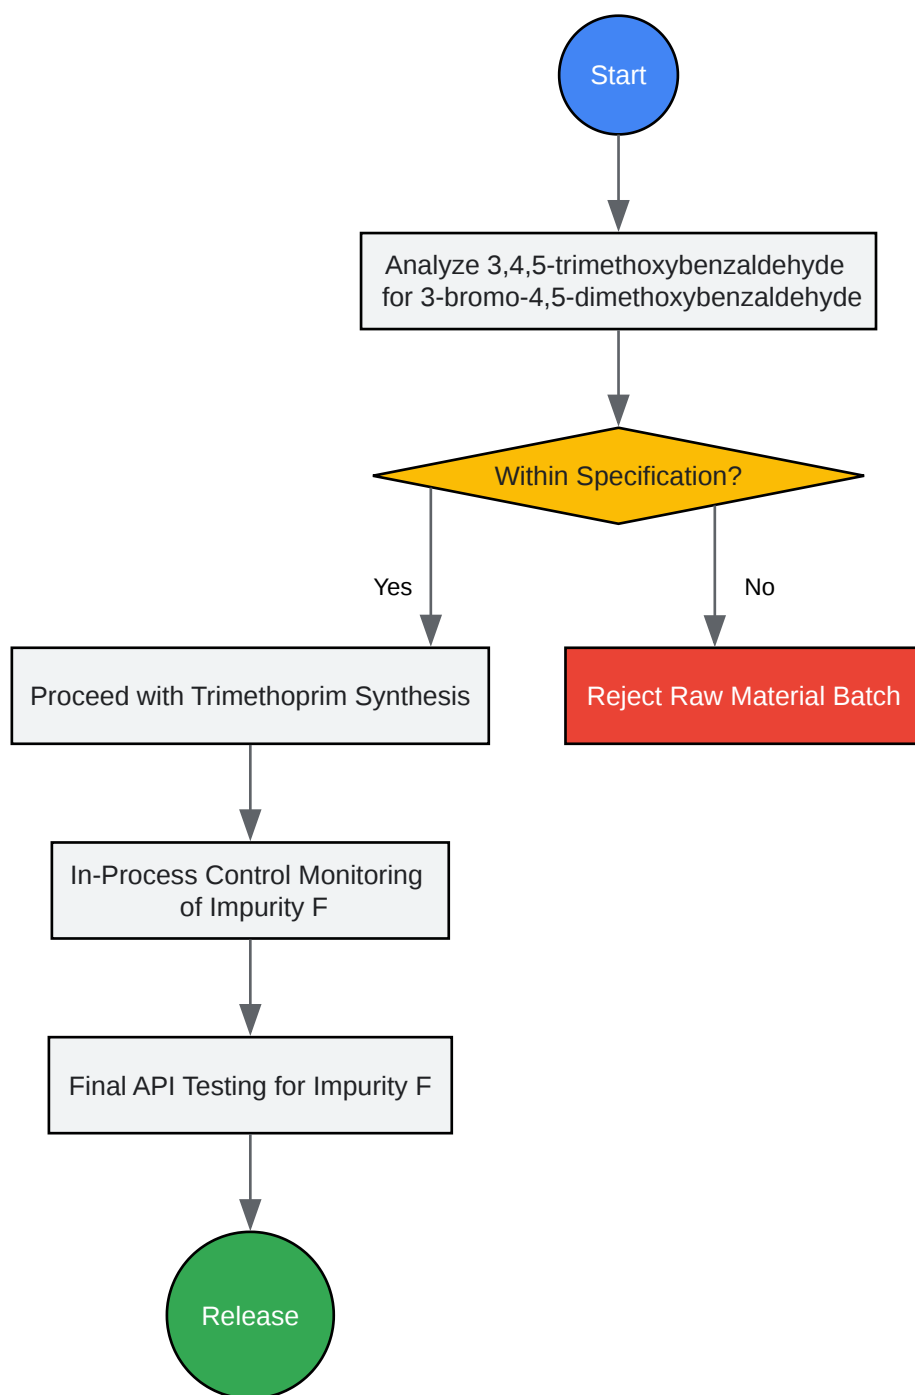 Start
Analyze 3,4,5-trimethoxybenzaldehyde
for 3-bromo-4,5-dimethoxybenzaldehyde
Within Specification?
Yes
No
Proceed with Trimethoprim Synthesis
Reject Raw Material Batch
In-Process Control Monitoring
of Impurity F
Final API Testing for Impurity F
Release